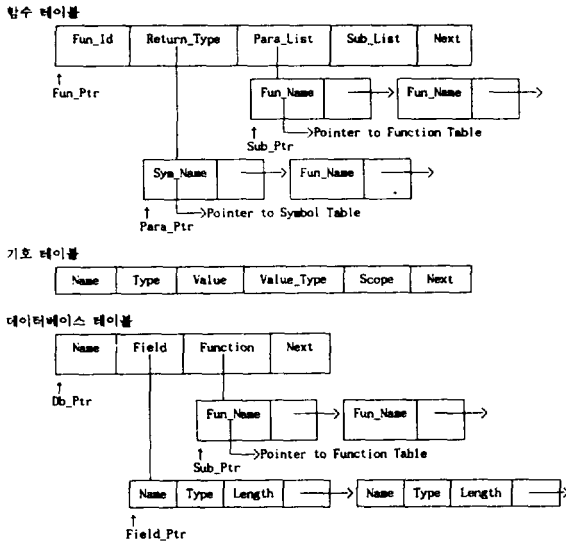 함수 테이블
Fun_Id Return_Type Para_List Sub_List Next
Fun_Ptr
Fun_Name Fun_Name
Pointer to Function Table
Sub_Ptr
Sym_Name Fun_Name
Pointer to Symbol Table
Para_Ptr
기호 테이블
Name Type Value Value_Type Scope Next
데이터베이스 테이블
Name Field Function Next
Db_Ptr
Fun_Name Fun_Name
Pointer to Function Table
Sub_Ptr
Name Type Length Name Type Length
Field_Ptr